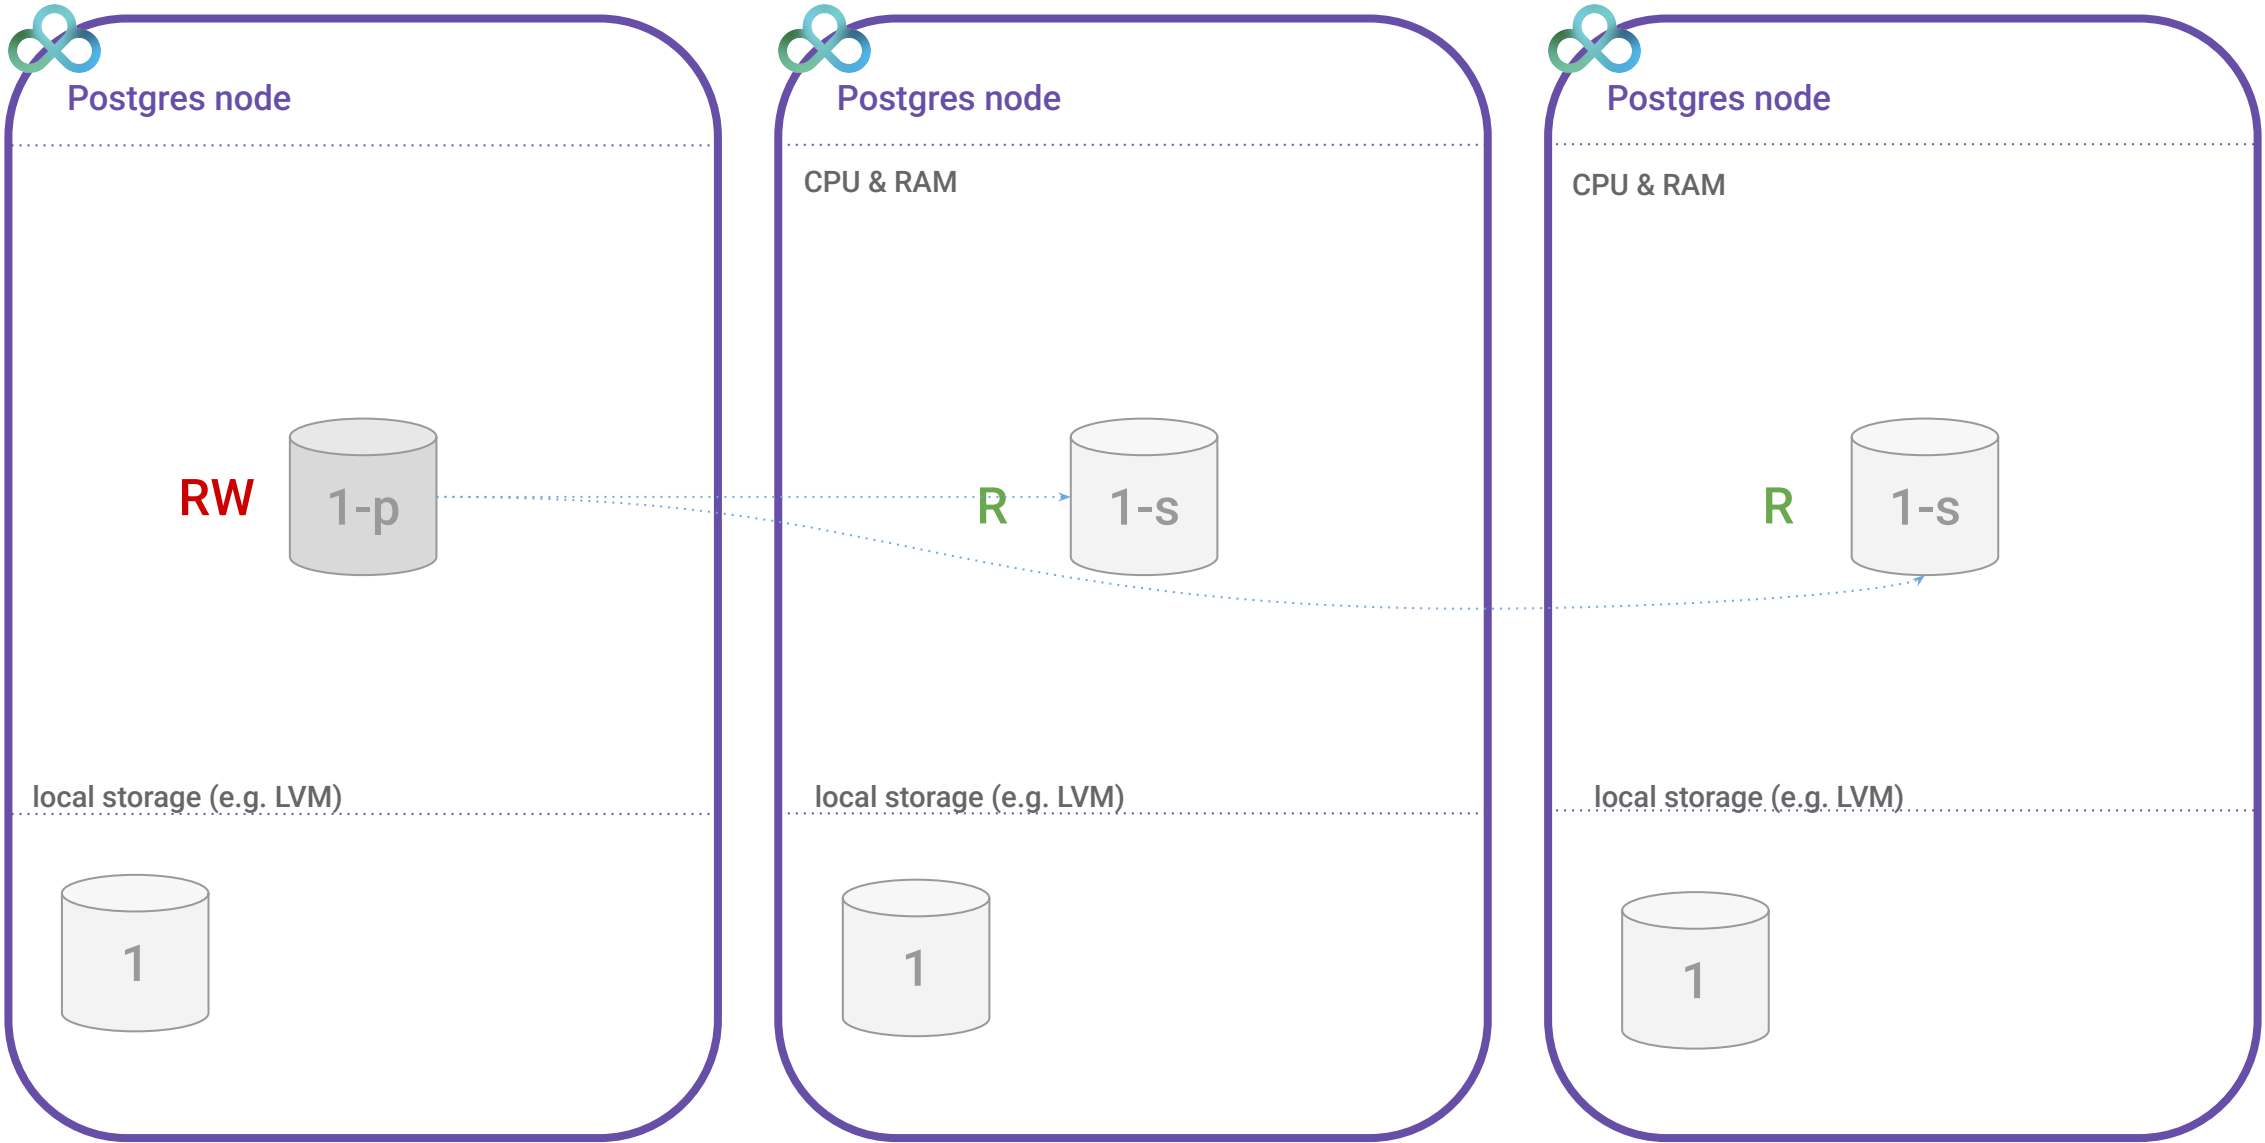 Postgres node
Postgres node
Postgres node
CPU & RAM
CPU & RAM
RW
1-p
R
1-s
R
1-s
local storage (e.g. LVM)
local storage (e.g. LVM)
local storage (e.g. LVM)
1
1
1